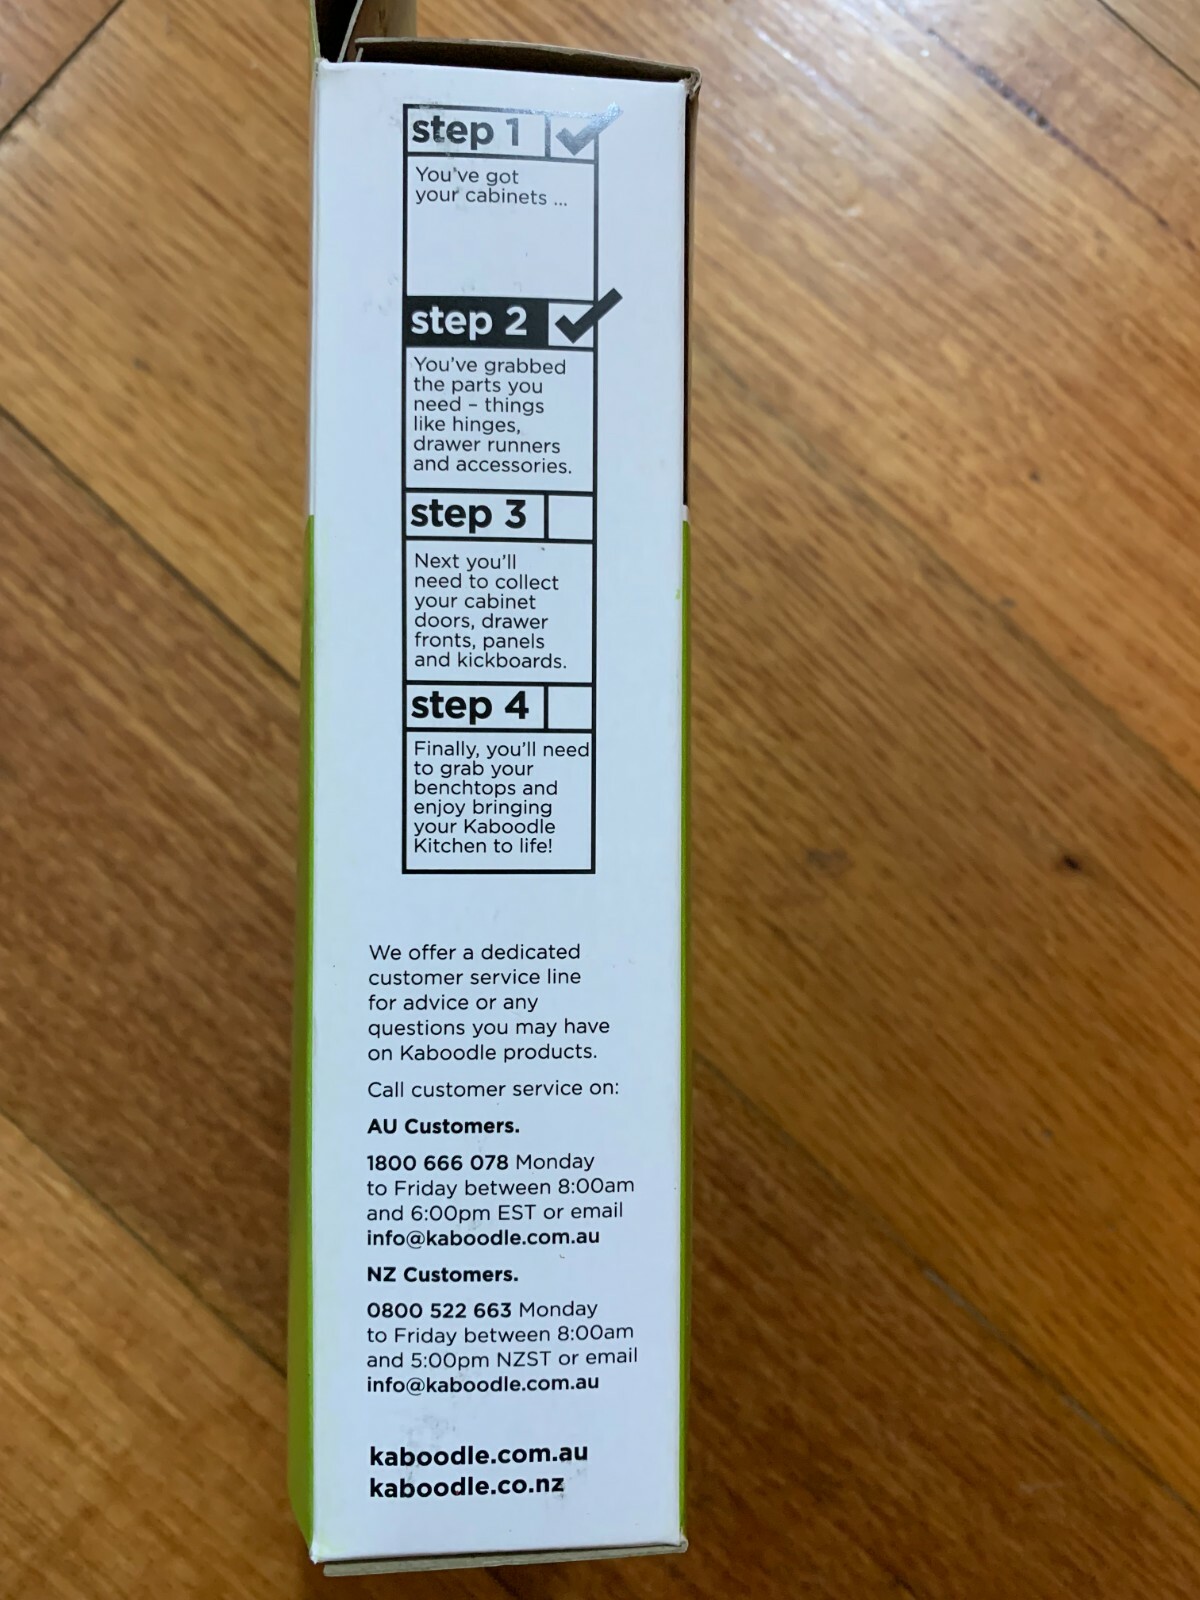 step 1
You've got
your cabinets ...
step 2
You've grabbed
the parts you
need – things
like hinges,
drawer runners
and accessories.
step 3
Next you'll
need to collect
your cabinet
doors, drawer
fronts, panels
and kickboards.
step 4
Finally, you'll need
to grab your
benchtops and
enjoy bringing
your Kaboodle
Kitchen to life!
We offer a dedicated
customer service line
for advice or any
questions you may have
on Kaboodle products.
Call customer service on:
AU Customers.
1800 666 078 Monday
to Friday between 8:00am
and 6:00pm EST or email
info@kaboodle.com.au
NZ Customers.
0800 522 663 Monday
to Friday between 8:00am
and 5:00pm NZST or email
info@kaboodle.com.au
kaboodle.com.au
kaboodle.co.nz